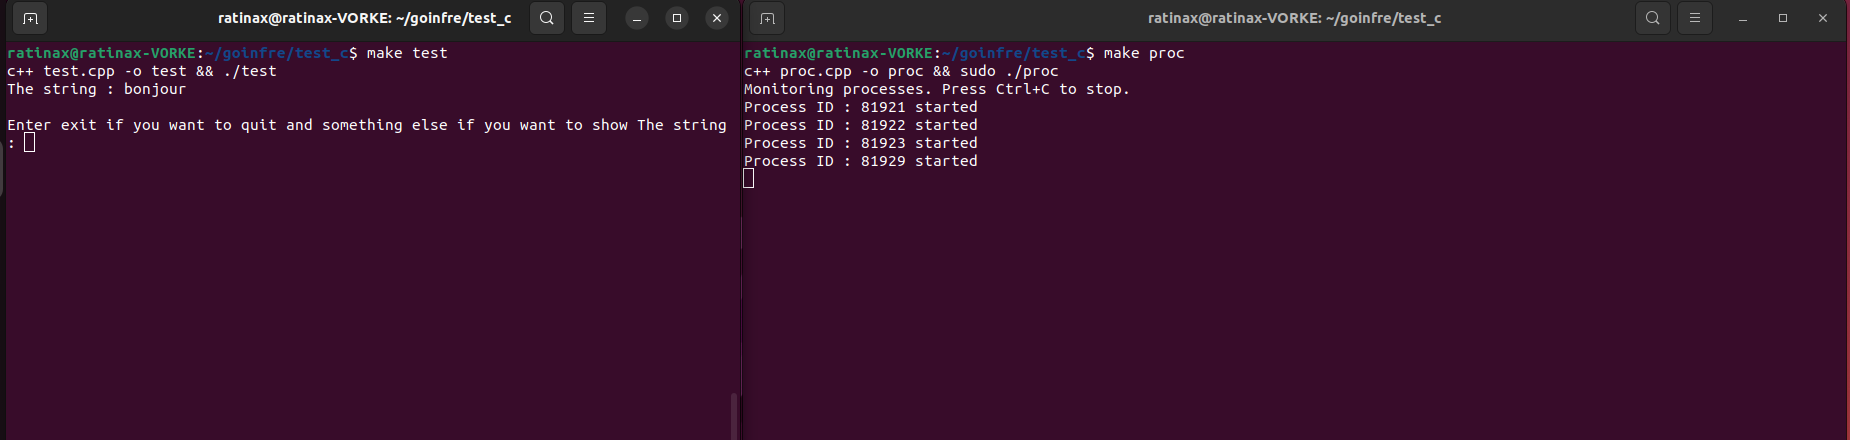 ratinax@ratinax-VORKE: ~/goinfre/test_c
ratinax@ratinax-VORKE:~/goinfre/test_c$ make test
c++ test.cpp -o test && ./test
The string : bonjour
Enter exit if you want to quit and something else if you want to show The string
:
ratinax@ratinax-VORKE: ~/goinfre/test_c
ratinax@ratinax-VORKE:~/goinfre/test_c$ make proc
c++ proc.cpp -o proc && sudo ./proc
Monitoring processes. Press Ctrl+C to stop.
Process ID : 81921 started
Process ID : 81922 started
Process ID : 81923 started
Process ID : 81929 started